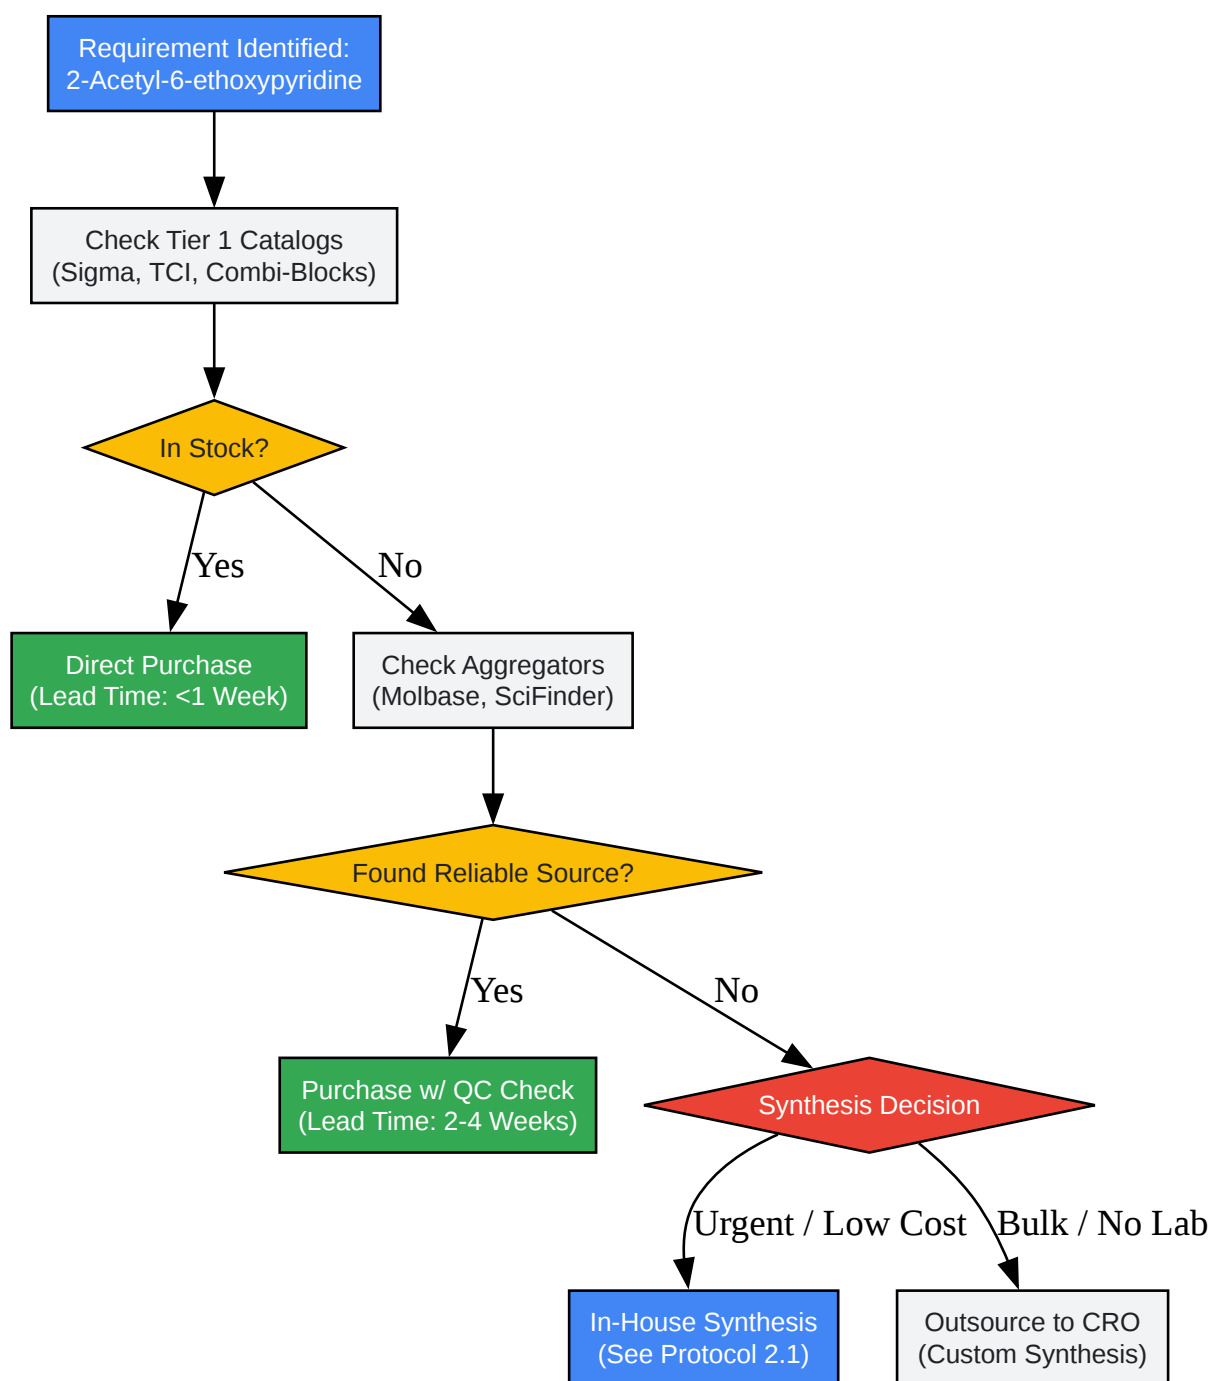 Requirement Identified:
2-Acetyl-6-ethoxypyridine
Check Tier 1 Catalogs
(Sigma, TCI, Combi-Blocks)
In Stock?
Yes
No
Direct Purchase
(Lead Time: <1 Week)
Check Aggregators
(Molbase, SciFinder)
Found Reliable Source?
Yes
No
Purchase w/ QC Check
(Lead Time: 2-4 Weeks)
Synthesis Decision
Urgent / Low Cost
Bulk / No Lab
In-House Synthesis
(See Protocol 2.1)
Outsource to CRO
(Custom Synthesis)